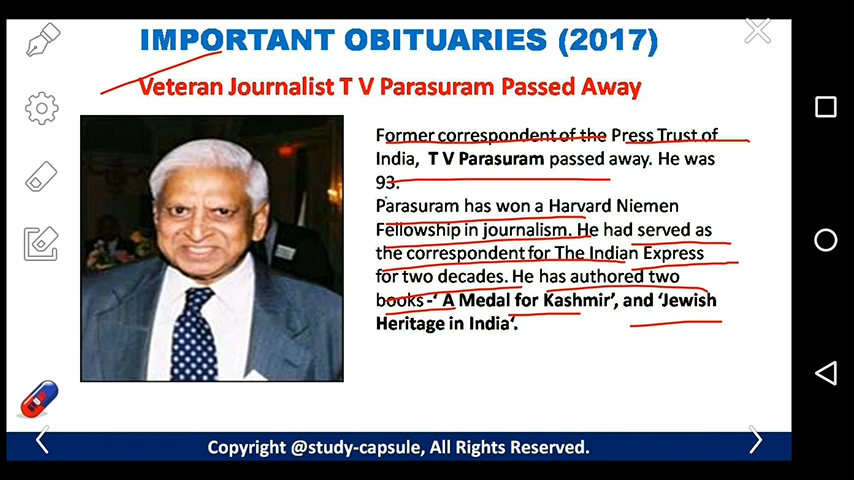 IMPORTANT OBITUARIES (2017)
Veteran Journalist T V Parasuram Passed Away
Former correspondent of the Press Trust of
India, T V Parasuram passed away. He was
93.
Parasuram has won a Harvard Niemen
Fellowship in journalism. He had served as
the correspondent for The Indian Express
for two decades. He has authored two
books -‘ A Medal for Kashmir’, and ‘Jewish
Heritage in India‘.
Copyright @study-capsule, All Rights Reserved.